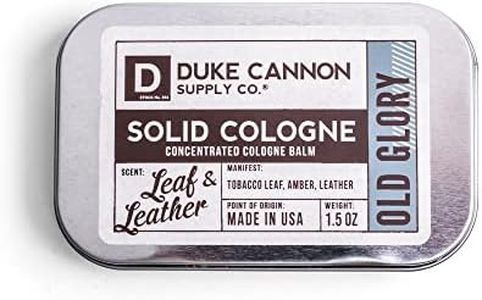 D
DUKE CANNON
SUPPLY CO.®
SOLID COLOGNE
CONCENTRATED COLOGNE BALM
SCENT:
Leaf &
Leather
MANIFEST:
TOBACCO LEAF, AMBER, LEATHER
POINT OF ORIGIN:
MADE IN USA
WEIGHT:
1.5 OZ
OLD GLORY